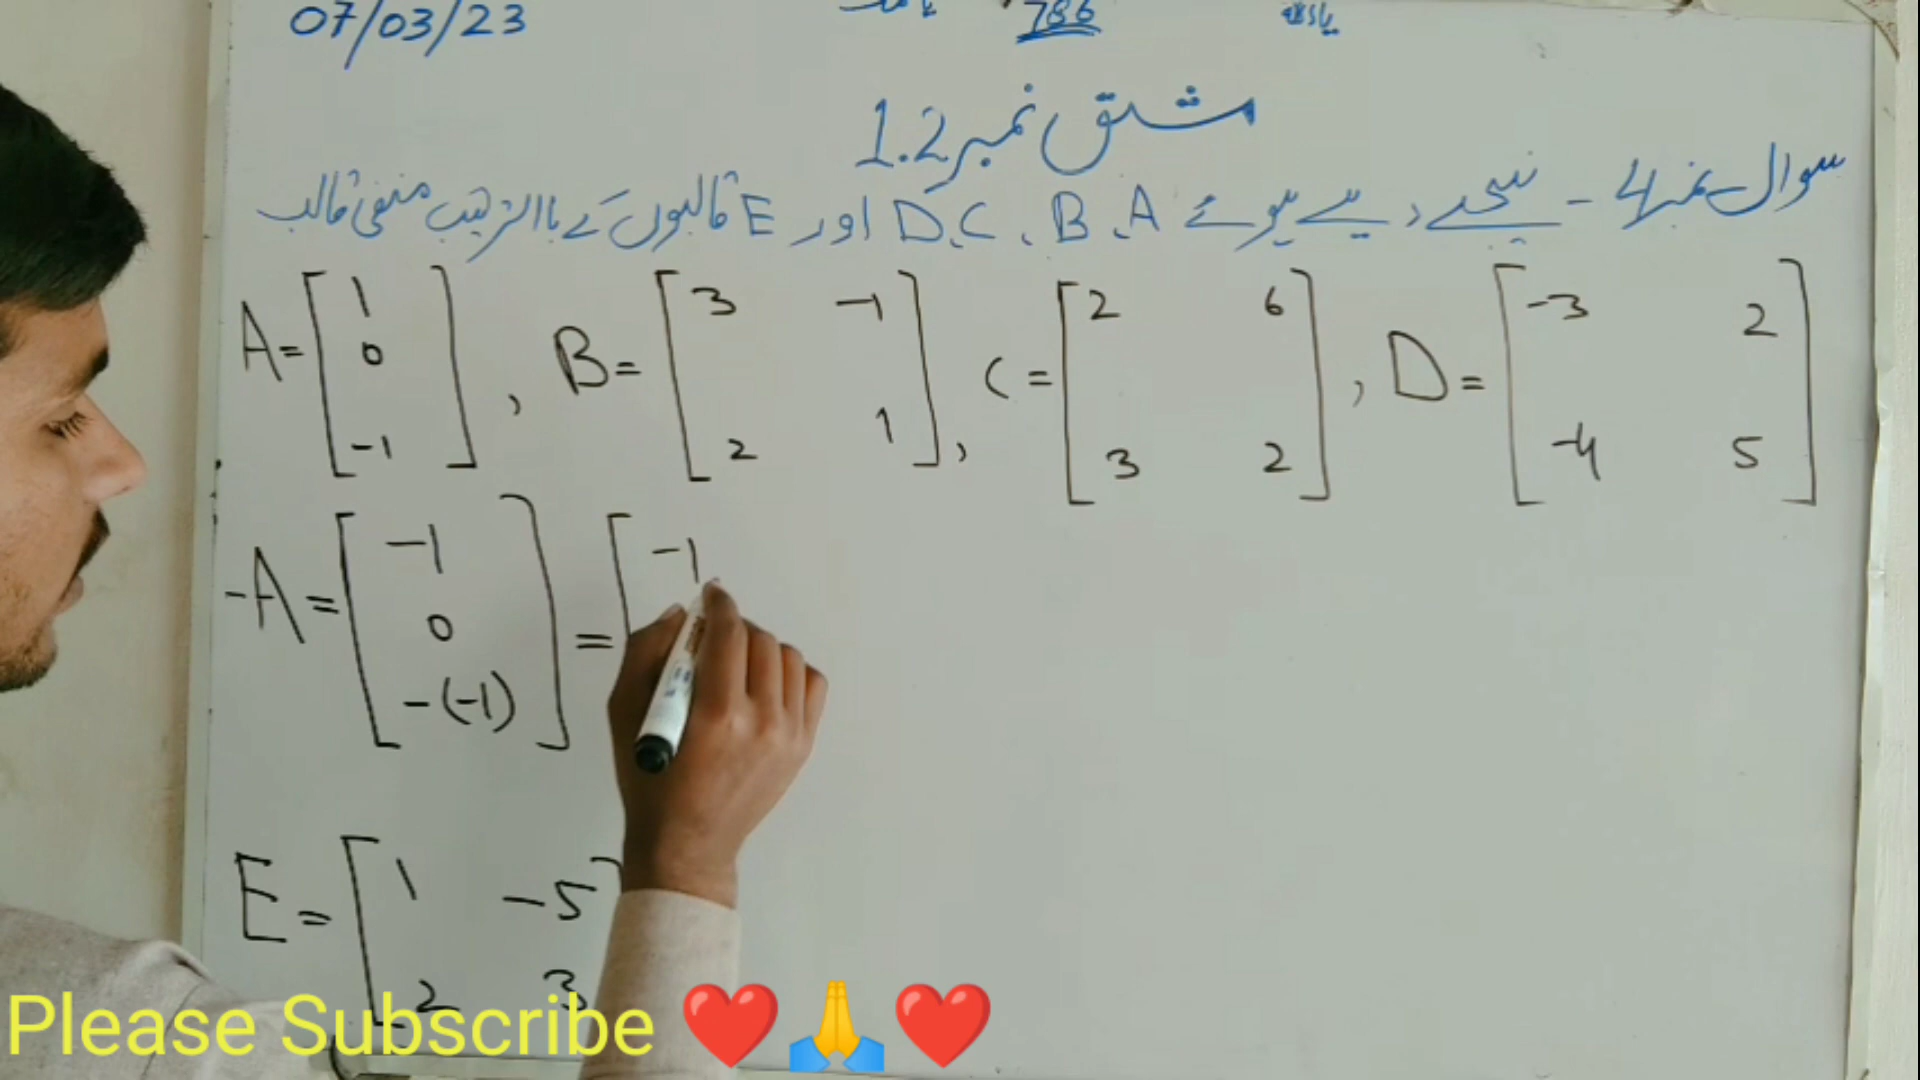 07/03/23 786 یااللہ
مشق نمبر 1.2
سوال نمبر 4 - نیچے دیے ہوئے A، B، C، D اور E قالبوں کے باالترتیب منفی قالب
A = [1 0 -1], B = [3 -1 2 1], C = [2 6 3 2], D = [-3 2 -4 5]
-A = [-1 0 -(-1)] = [-1
E = [1 -5 2 3
Please Subscribe ❤️🙏❤️